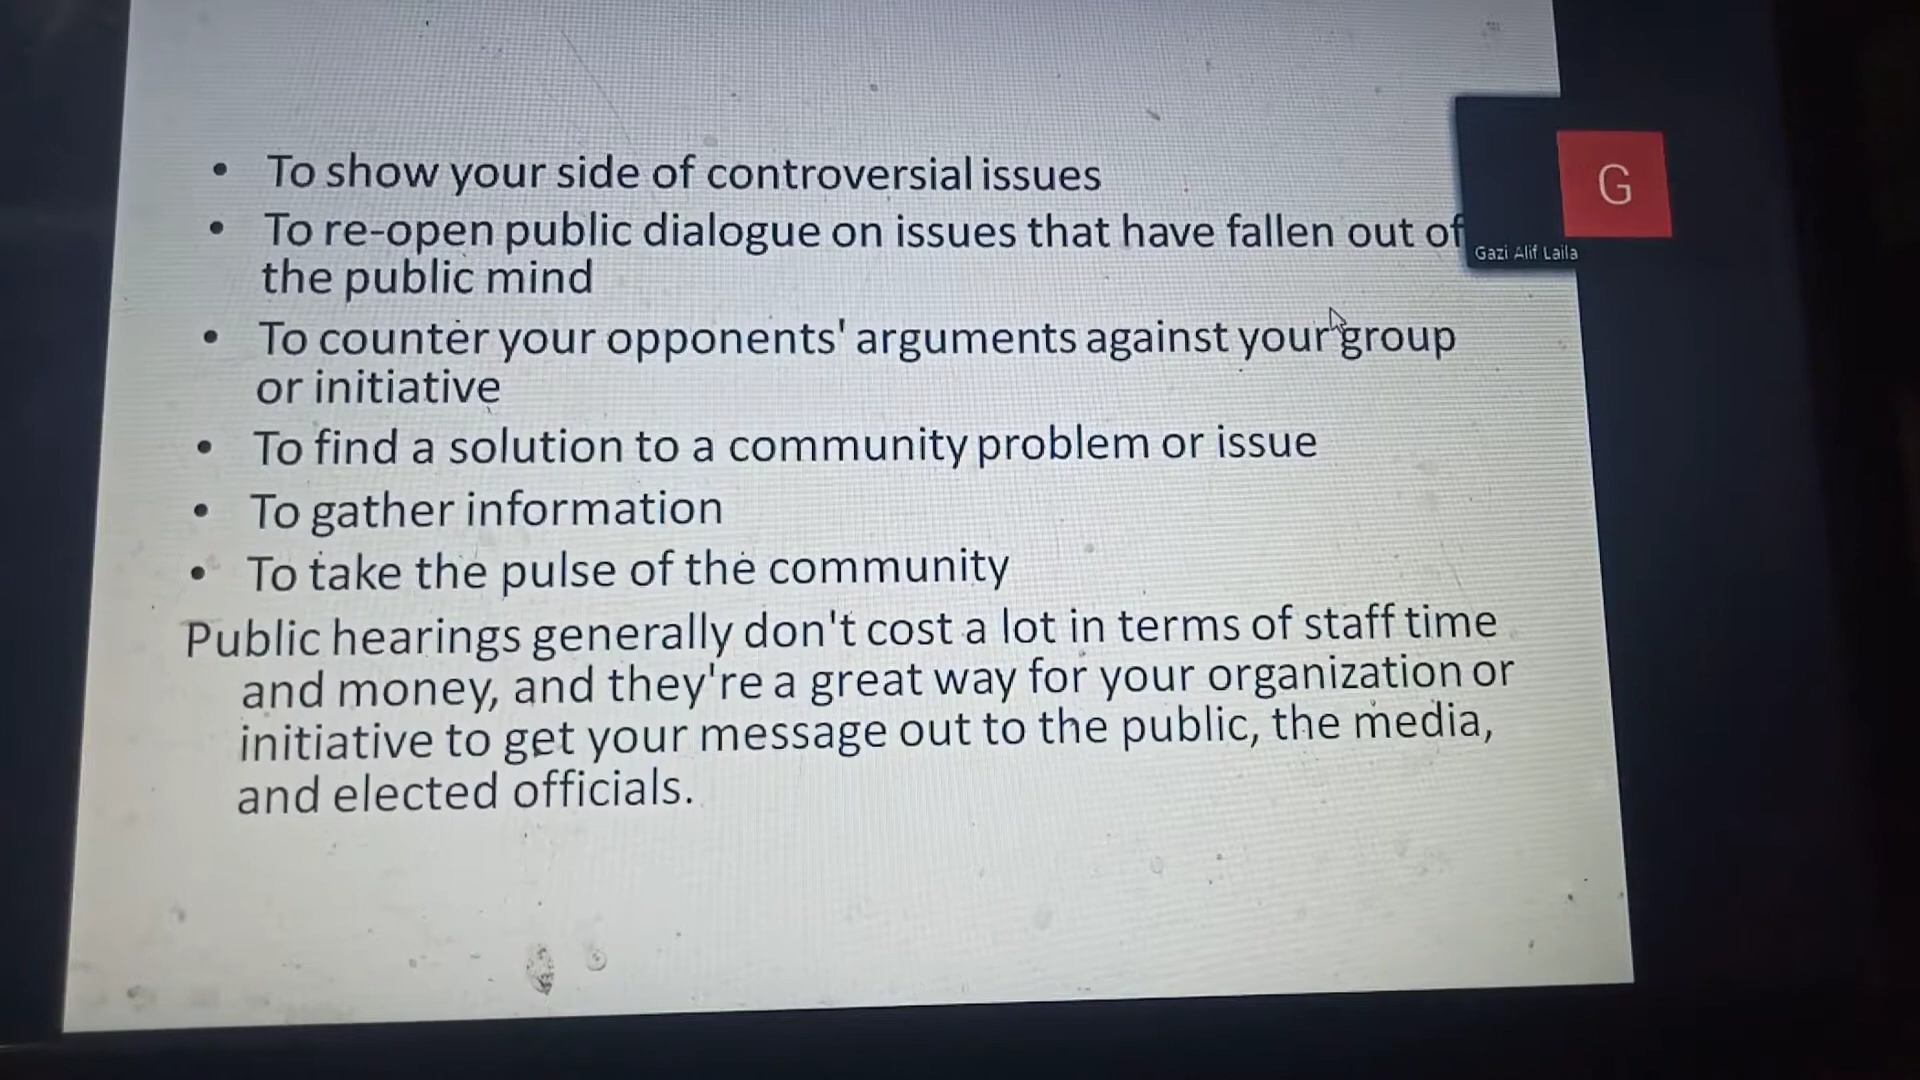 • To show your side of controversial issues
• To re-open public dialogue on issues that have fallen out of
the public mind
• To counter your opponents' arguments against your group
or initiative
• To find a solution to a community problem or issue
• To gather information
• To take the pulse of the community
Public hearings generally don't cost a lot in terms of staff time
and money, and they're a great way for your organization or
initiative to get your message out to the public, the media,
and elected officials.
G
Gazi Alif Laila